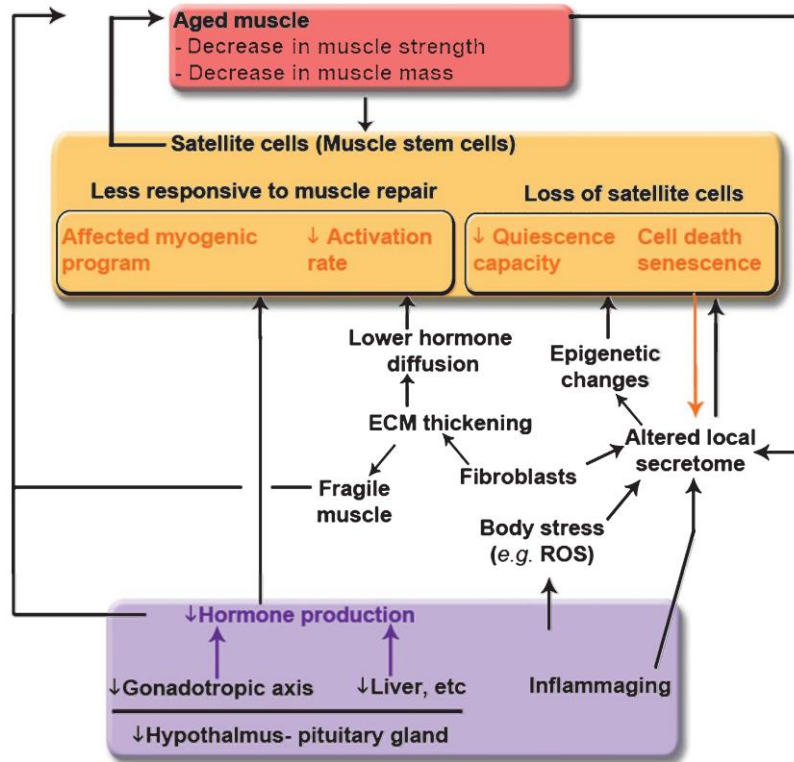 Aged muscle
- Decrease in muscle strength
- Decrease in muscle mass
Satellite cells (Muscle stem cells)
Less responsive to muscle repair
Loss of satellite cells
Affected myogenic
program
↓ Activation
rate
↓ Quiescence
capacity
Cell death
senescence
Lower hormone
diffusion
Epigenetic
changes
ECM thickening
Altered local
secretome
Fibroblasts
Fragile
muscle
Body stress
(e.g. ROS)
↓Hormone production
↓Gonadotropic axis
↓Liver, etc
Inflammaging
↓Hypothalmus- pituitary gland